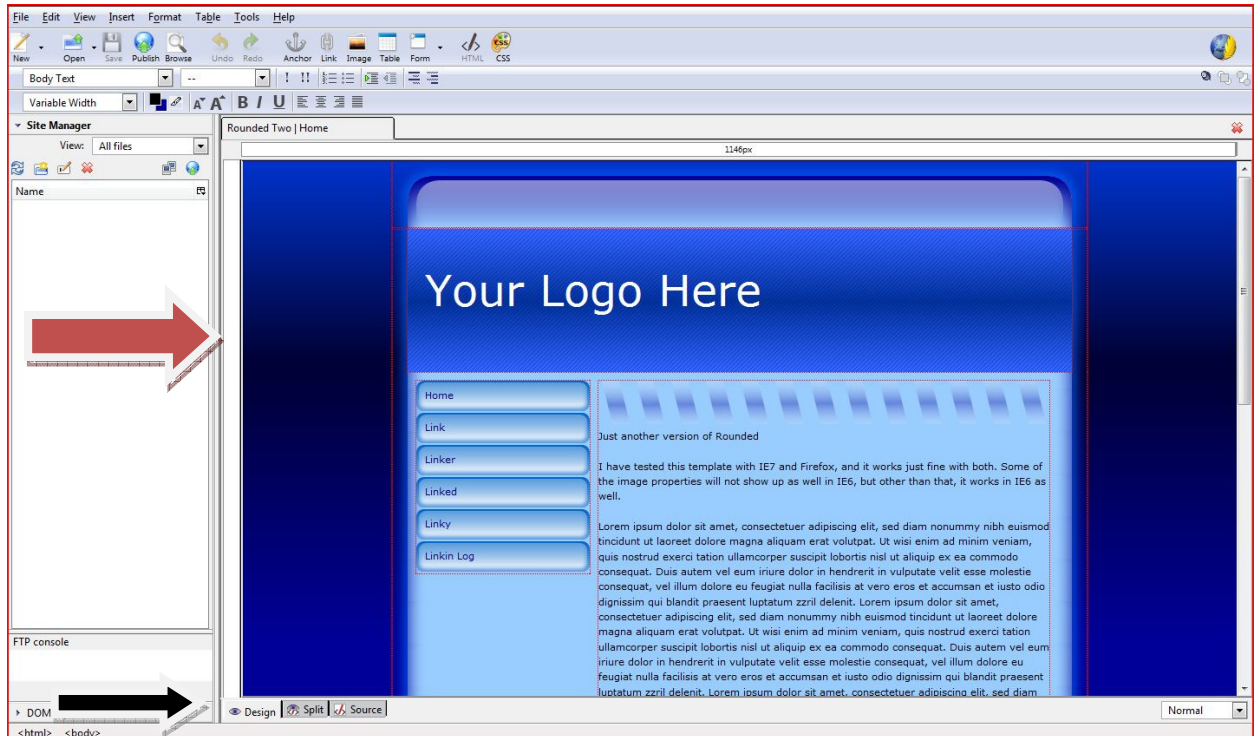 File Edit View Insert Format Table Tools Help
New Open Save Publish Browse Undo Redo Anchor Link Image Table Form HTML CSS
Body Text -- ! !!
Variable Width A A B I U
Site Manager
View: All files
Name
FTP console
DOM
<html> <body>
Rounded Two | Home
1146px
Your Logo Here
Home
Link
Linker
Linked
Linky
Linkin Log
Just another version of Rounded
I have tested this template with IE7 and Firefox, and it works just fine with both. Some of
the image properties will not show up as well in IE6, but other than that, it works in IE6 as
well.
Lorem ipsum dolor sit amet, consectetuer adipiscing elit, sed diam nonummy nibh euismod
tincidunt ut laoreet dolore magna aliquam erat volutpat. Ut wisi enim ad minim veniam,
quis nostrud exerci tation ullamcorper suscipit lobortis nisl ut aliquip ex ea commodo
consequat. Duis autem vel eum iriure dolor in hendrerit in vulputate velit esse molestie
consequat, vel illum dolore eu feugiat nulla facilisis at vero eros et accumsan et iusto odio
dignissim qui blandit praesent luptatum zzril delenit. Lorem ipsum dolor sit amet,
consectetuer adipiscing elit, sed diam nonummy nibh euismod tincidunt ut laoreet dolore
magna aliquam erat volutpat. Ut wisi enim ad minim veniam, quis nostrud exerci tation
ullamcorper suscipit lobortis nisl ut aliquip ex ea commodo consequat. Duis autem vel eum
iriure dolor in hendrerit in vulputate velit esse molestie consequat, vel illum dolore eu
feugiat nulla facilisis at vero eros et accumsan et iusto odio dignissim qui blandit praesent
luptatum zzril delenit. Lorem ipsum dolor sit amet, consectetuer adipiscing elit, sed diam
Design Split Source
Normal